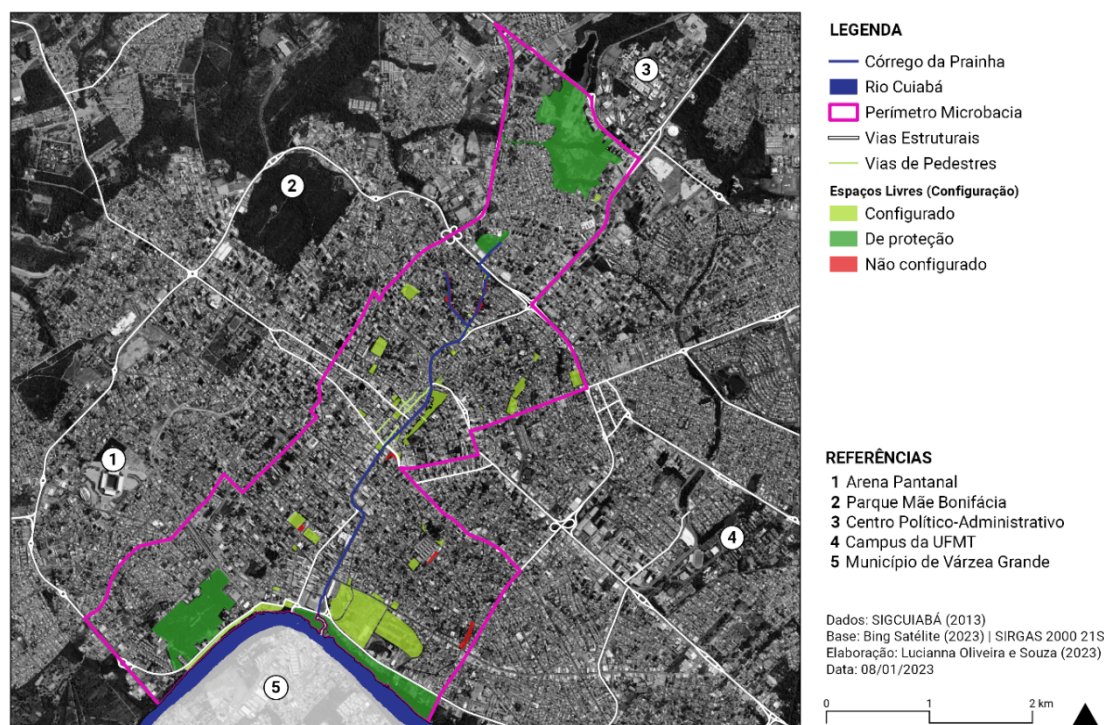 LEGENDA
Córrego da Prainha
Rio Cuiabá
Perímetro Microbacia
Vias Estruturais
Vias de Pedestres
Espaços Livres (Configuração)
Configurado
De proteção
Não configurado
3
2
1
4
5
REFERÊNCIAS
1 Arena Pantanal
2 Parque Mãe Bonifácia
3 Centro Político-Administrativo
4 Campus da UFMT
5 Município de Várzea Grande
Dados: SIGCUIABÁ (2013)
Base: Bing Satélite (2023) | SIRGAS 2000 21S
Elaboração: Lucianna Oliveira e Souza (2023)
Data: 08/01/2023
0 1 2 km